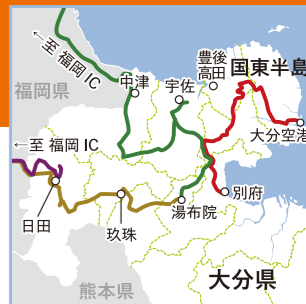 ←至 福岡IC
福岡県
中津
宇佐
豊後
高田
国東半島
大分空港
←至 福岡IC
日田
玖珠
湯布院
別府
大分県
熊本県